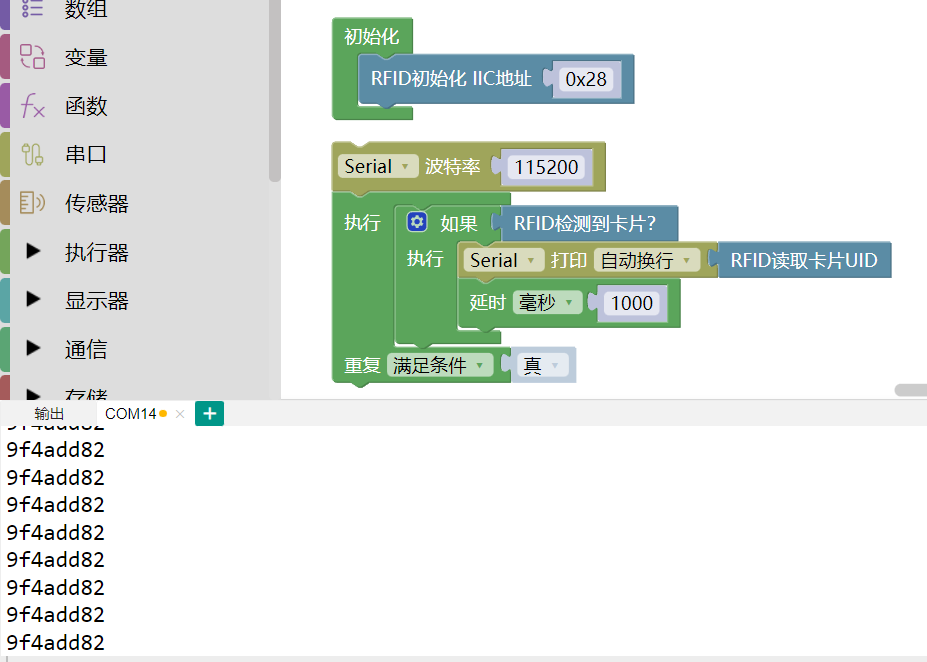 数组
变量
函数
串口
传感器
执行器
显示器
通信
存储
初始化
RFID初始化 IIC地址 0x28
Serial 波特率 115200
执行 如果 RFID检测到卡片?
执行 Serial 打印 自动换行 RFID读取卡片UID
延时 毫秒 1000
重复 满足条件 真
输出 COM14 × +
9f4add82
9f4add82
9f4add82
9f4add82
9f4add82
9f4add82
9f4add82
9f4add82
9f4add82